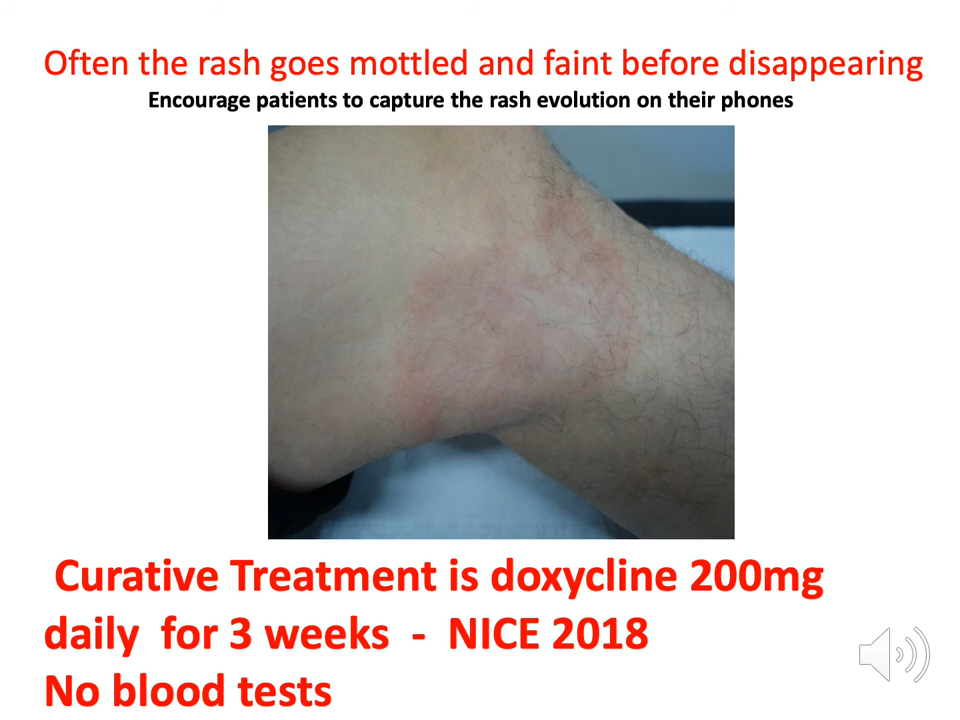 Often the rash goes mottled and faint before disappearing
Encourage patients to capture the rash evolution on their phones
Curative Treatment is doxycline 200mg
daily for 3 weeks - NICE 2018
No blood tests